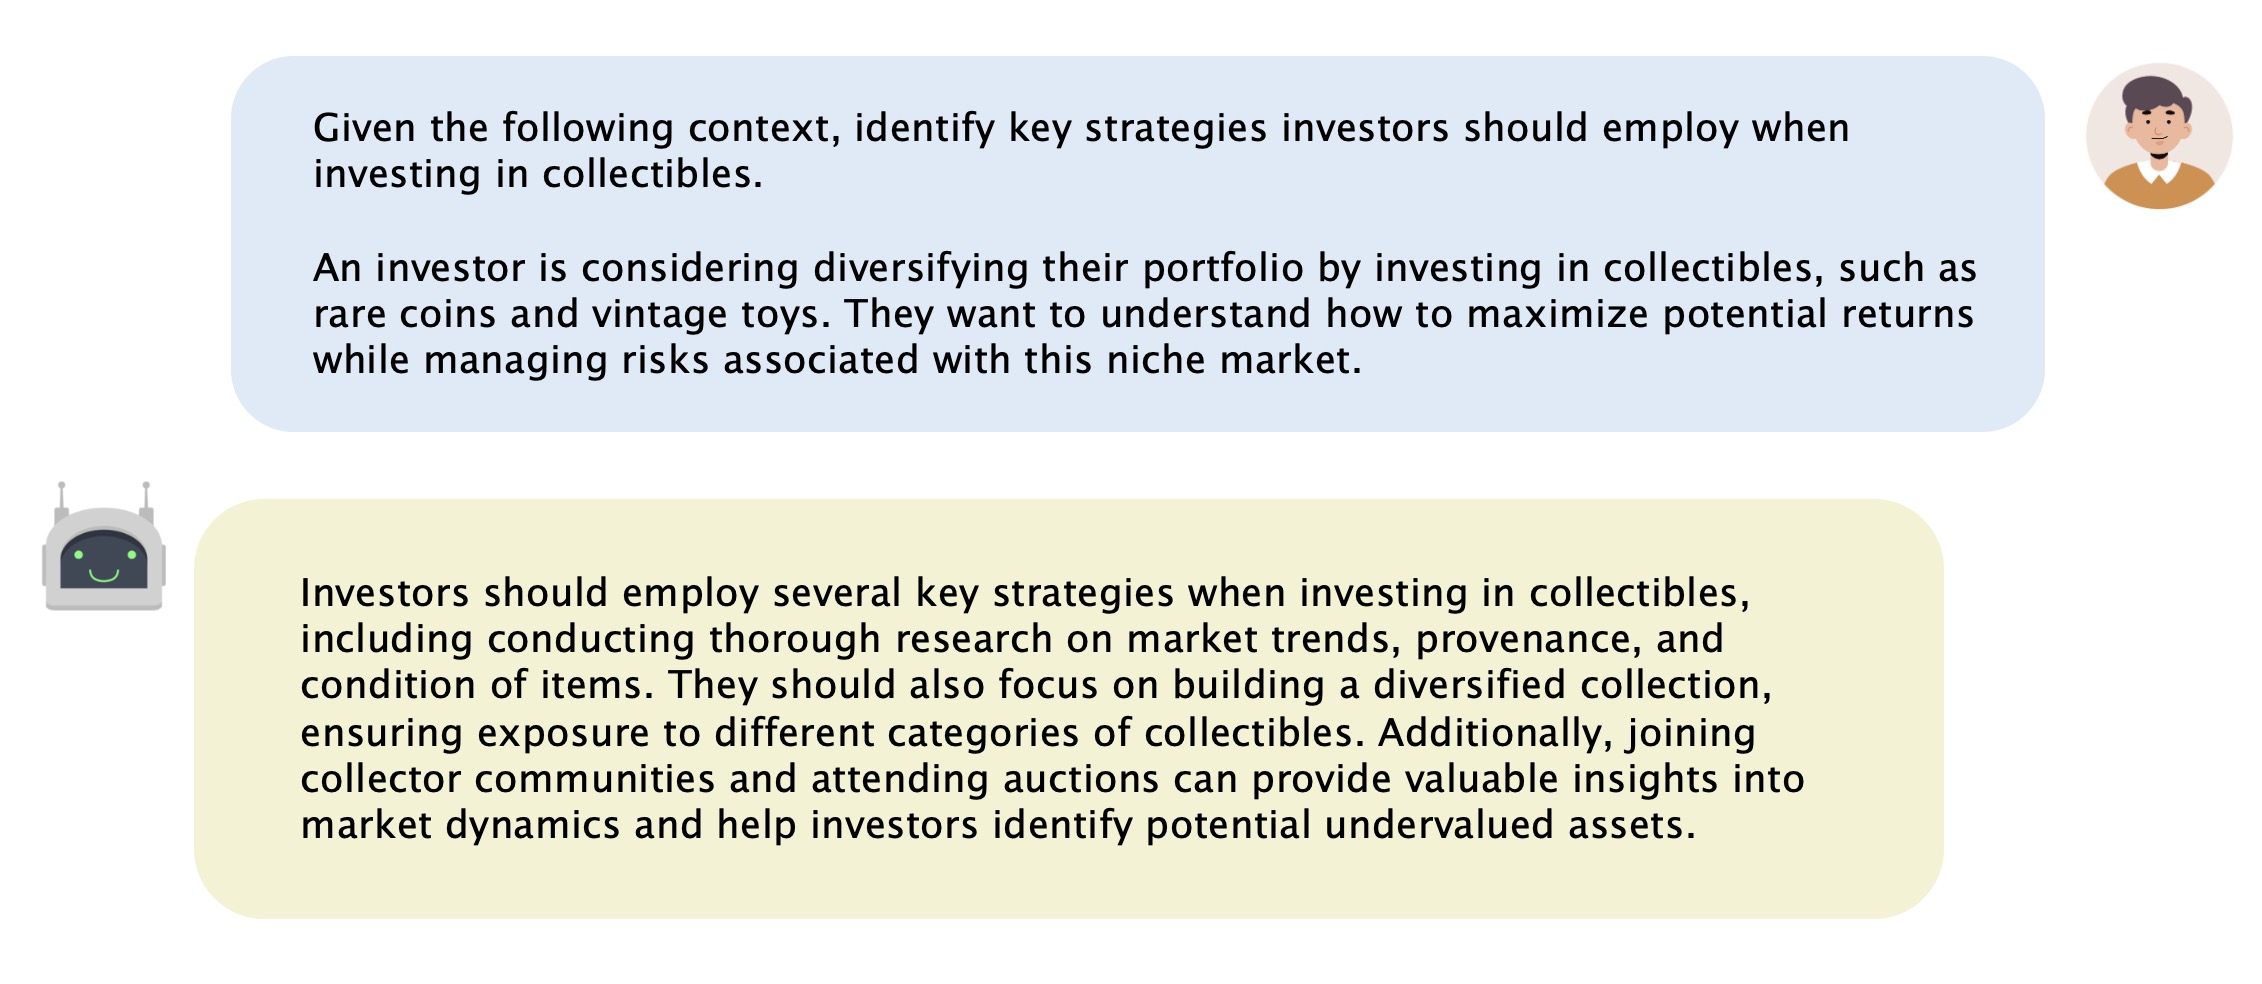 Given the following context, identify key strategies investors should employ when
investing in collectibles.
An investor is considering diversifying their portfolio by investing in collectibles, such as
rare coins and vintage toys. They want to understand how to maximize potential returns
while managing risks associated with this niche market.
Investors should employ several key strategies when investing in collectibles,
including conducting thorough research on market trends, provenance, and
condition of items. They should also focus on building a diversified collection,
ensuring exposure to different categories of collectibles. Additionally, joining
collector communities and attending auctions can provide valuable insights into
market dynamics and help investors identify potential undervalued assets.